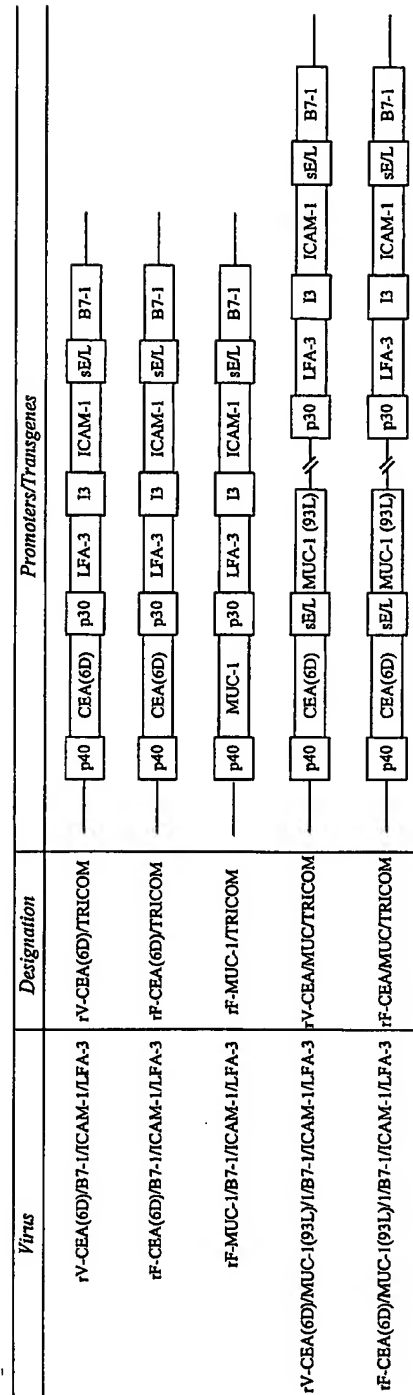 Virus Designation Promoters/Transgenes
rV-CEA(6D)/B7-1/ICAM-1/LFA-3 rV-CEA(6D)/TRICOM p40 CEA(6D) p30 LFA-3 I3 ICAM-1 sE/L B7-1
rF-CEA(6D)/B7-1/ICAM-1/LFA-3 rF-CEA(6D)/TRICOM p40 CEA(6D) p30 LFA-3 I3 ICAM-1 sE/L B7-1
rF-MUC-1/B7-1/ICAM-1/LFA-3 rF-MUC-1/TRICOM p40 MUC-1 p30 LFA-3 I3 ICAM-1 sE/L B7-1
rV-CEA(6D)/MUC-1(93L)/1/B7-1/ICAM-1/LFA-3 rV-CEA/MUC/TRICOM p40 CEA(6D) sE/L MUC-1 (93L) p30 LFA-3 I3 ICAM-1 sE/L B7-1
rF-CEA(6D)/MUC-1(93L)/1/B7-1/ICAM-1/LFA-3 rF-CEA/MUC/TRICOM p40 CEA(6D) sE/L MUC-1 (93L) p30 LFA-3 I3 ICAM-1 sE/L B7-1